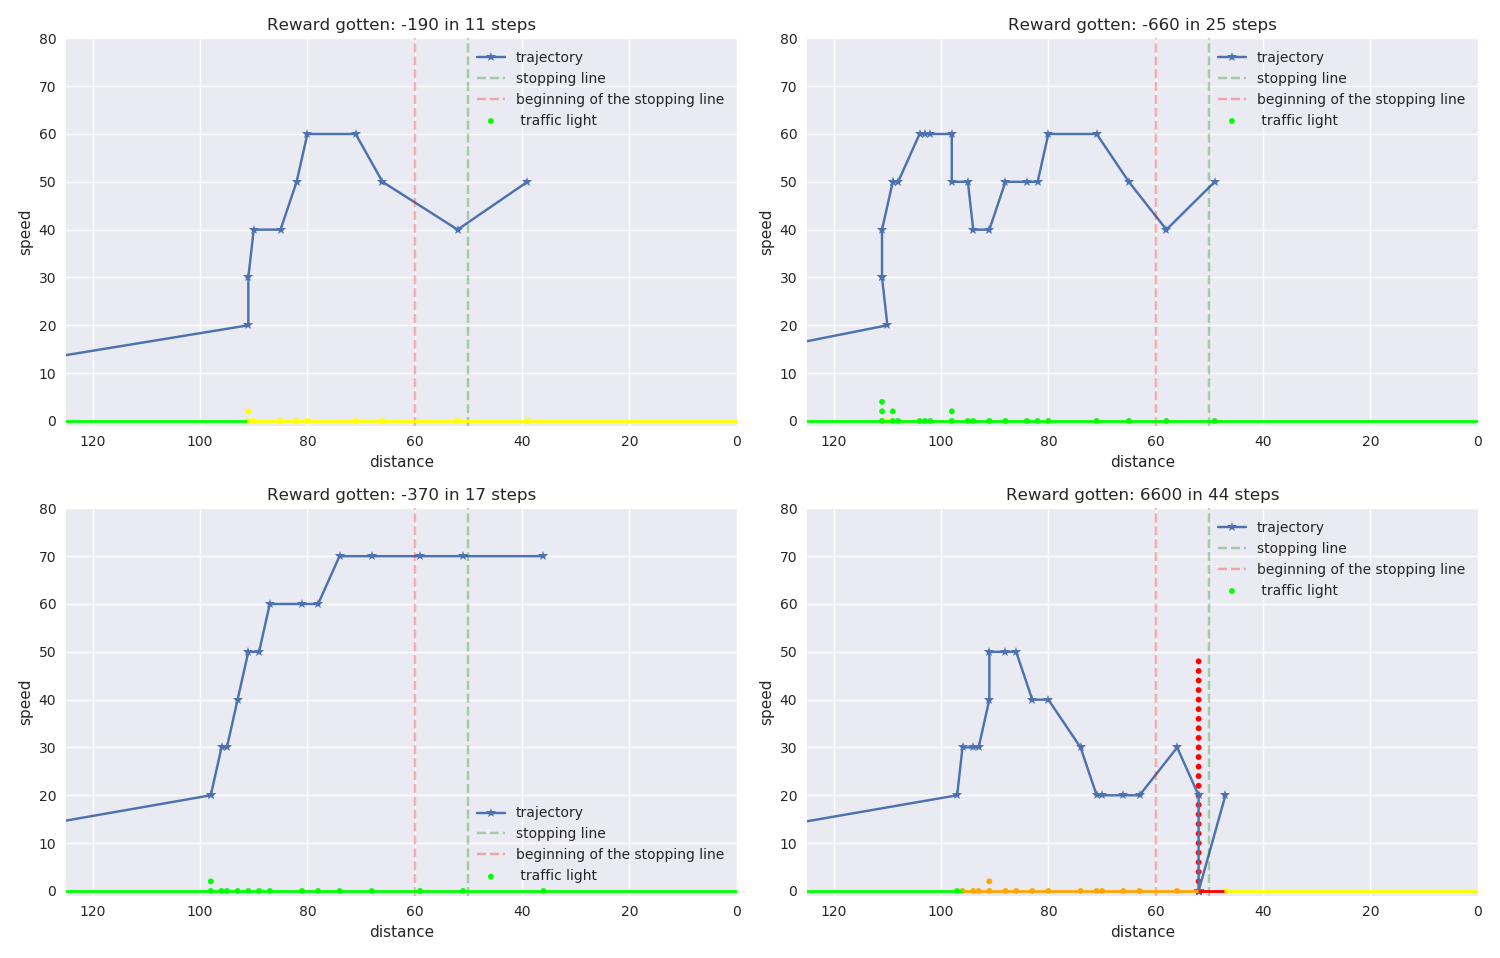 Reward gotten: -190 in 11 steps
80
70
60
50
40
30
20
10
0
speed
trajectory
stopping line
beginning of the stopping line
traffic light
120 100 80 60 40 20 0
distance
Reward gotten: -660 in 25 steps
80
70
60
50
40
30
20
10
0
speed
trajectory
stopping line
beginning of the stopping line
traffic light
120 100 80 60 40 20 0
distance
Reward gotten: -370 in 17 steps
80
70
60
50
40
30
20
10
0
speed
trajectory
stopping line
beginning of the stopping line
traffic light
120 100 80 60 40 20 0
distance
Reward gotten: 6600 in 44 steps
80
70
60
50
40
30
20
10
0
speed
trajectory
stopping line
beginning of the stopping line
traffic light
120 100 80 60 40 20 0
distance